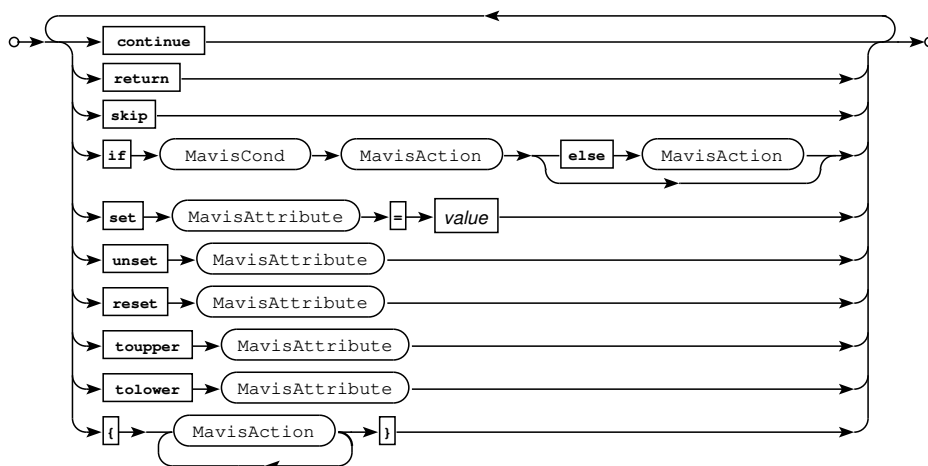 continue
return
skip
if MavisCond MavisAction else MavisAction
set MavisAttribute = value
unset MavisAttribute
reset MavisAttribute
toupper MavisAttribute
tolower MavisAttribute
{ MavisAction }